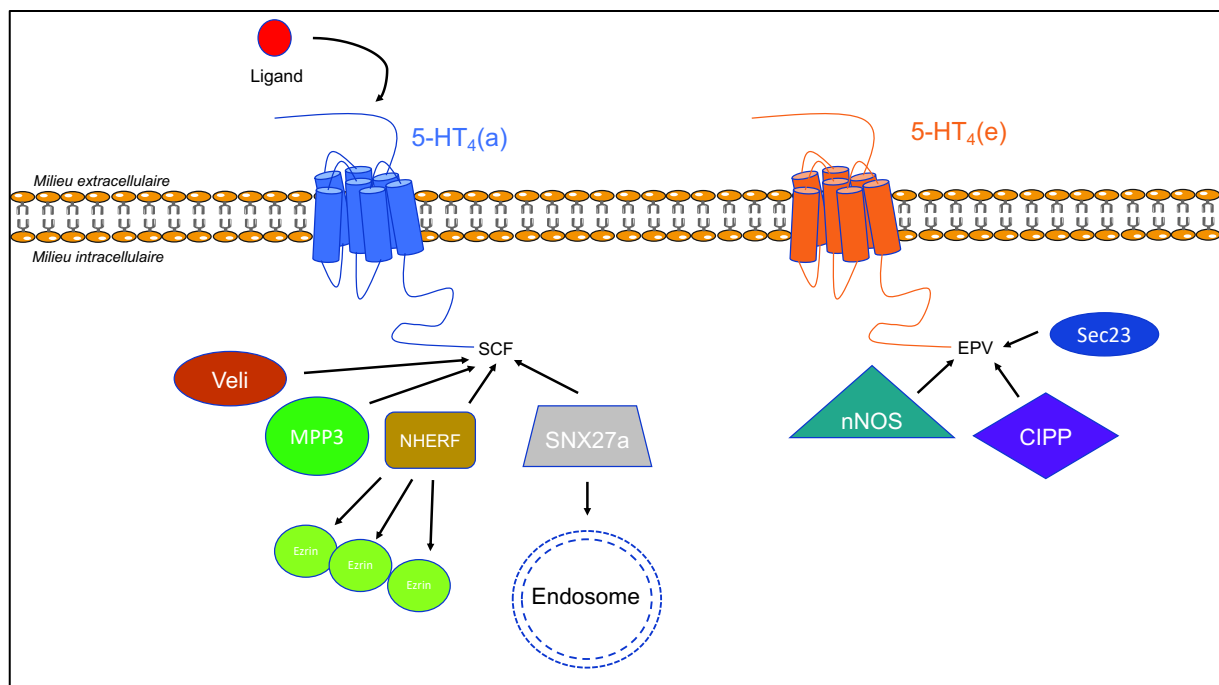 Ligand
5-HT4(a)
5-HT4(e)
Milieu extracellulaire
Milieu intracellulaire
SCF
EPV
Sec23
Veli
MPP3
NHERF
SNX27a
nNOS
CIPP
Ezrin
Ezrin
Ezrin
Endosome